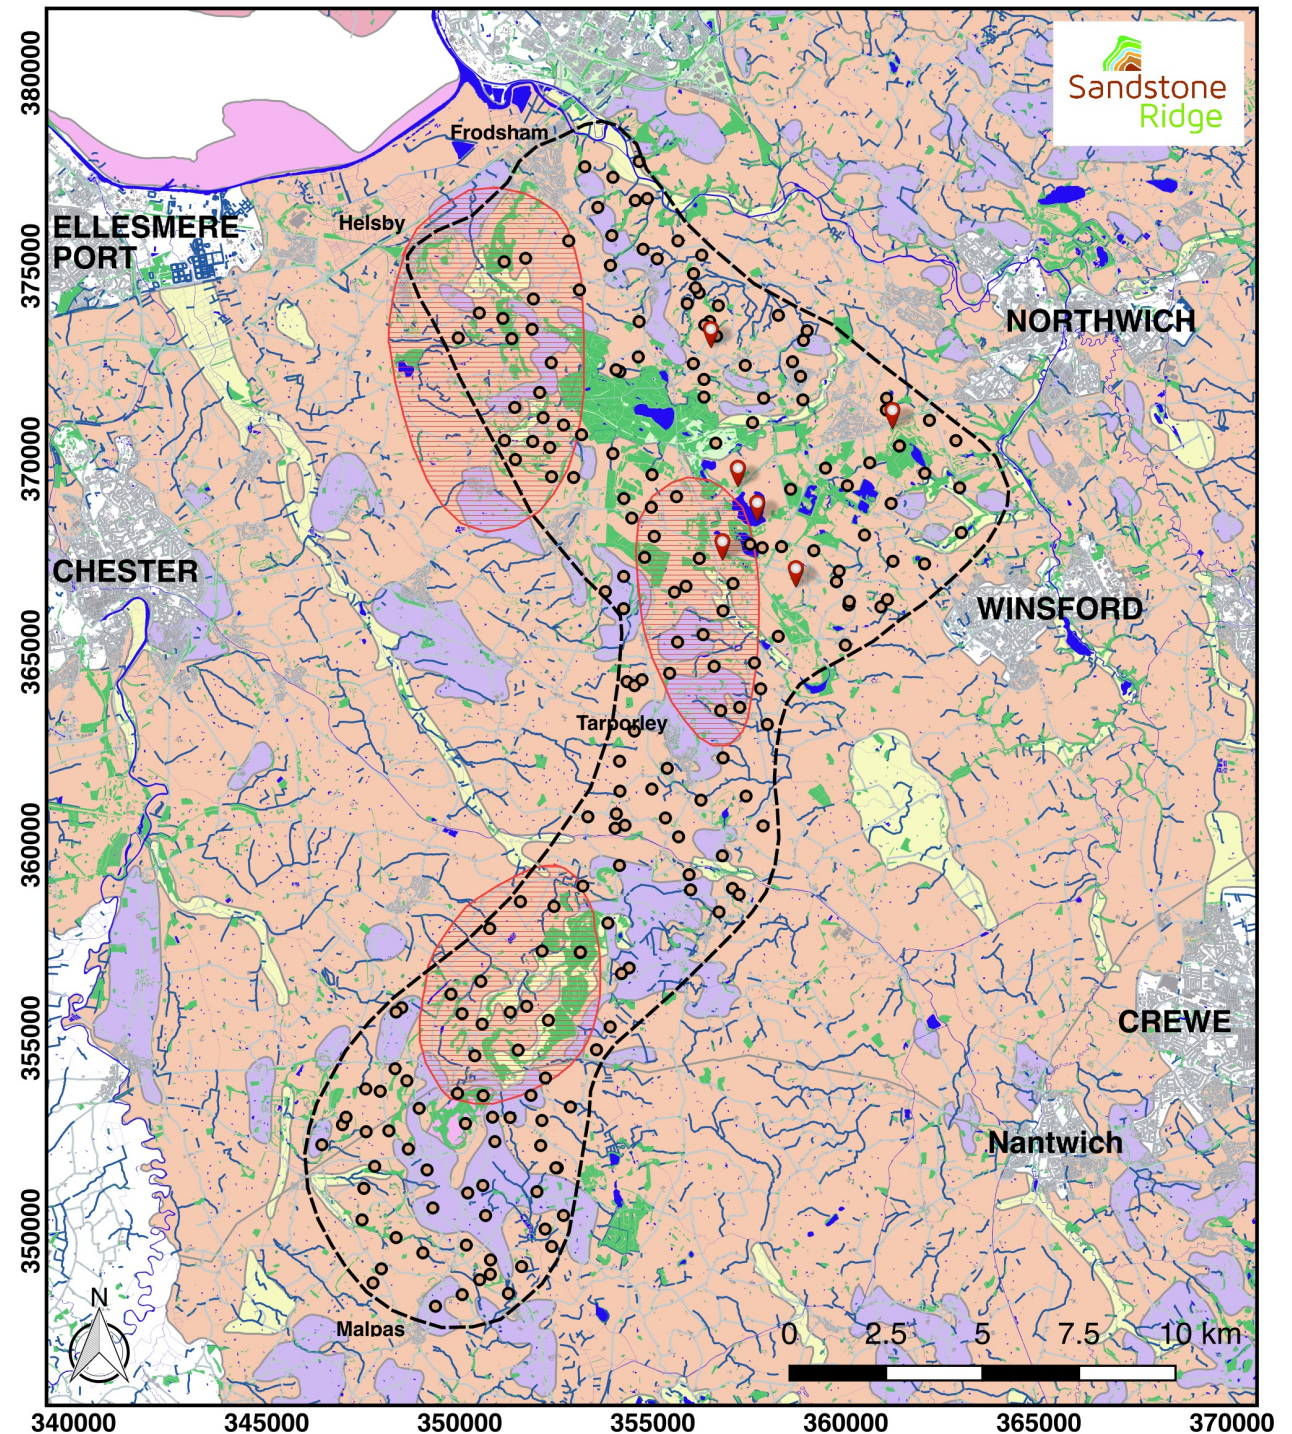 Sandstone
Ridge
Frodsham
Helsby
ELLESMERE
PORT
NORTHWICH
CHESTER
WINSFORD
Tarporley
CREWE
Nantwich
Malpas
N
0 2.5 5 7.5 10 km
380000
375000
370000
365000
360000
355000
350000
340000 345000 350000 355000 360000 365000 370000